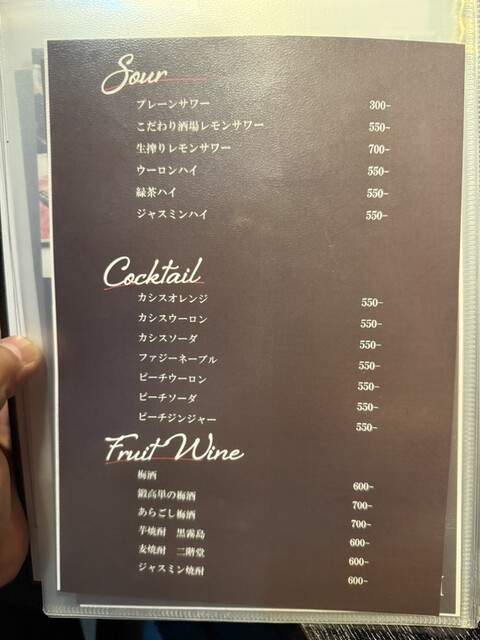 Sour
プレーンサワー 300~
こだわり酒場レモンサワー 550~
生搾りレモンサワー 700~
ウーロンハイ 550~
緑茶ハイ 550~
ジャスミンハイ 550~
Cocktail
カシスオレンジ 550~
カシスウーロン 550~
カシスソーダ 550~
ファジーネーブル 550~
ピーチウーロン 550~
ピーチソーダ 550~
ピーチジンジャー 550~
Fruit Wine
梅酒 600~
鍛高単の梅酒 700~
あらごし梅酒 700~
芋焼酎 黒霧島 600~
麦焼酎 二階堂 600~
ジャスミン焼酎 600~